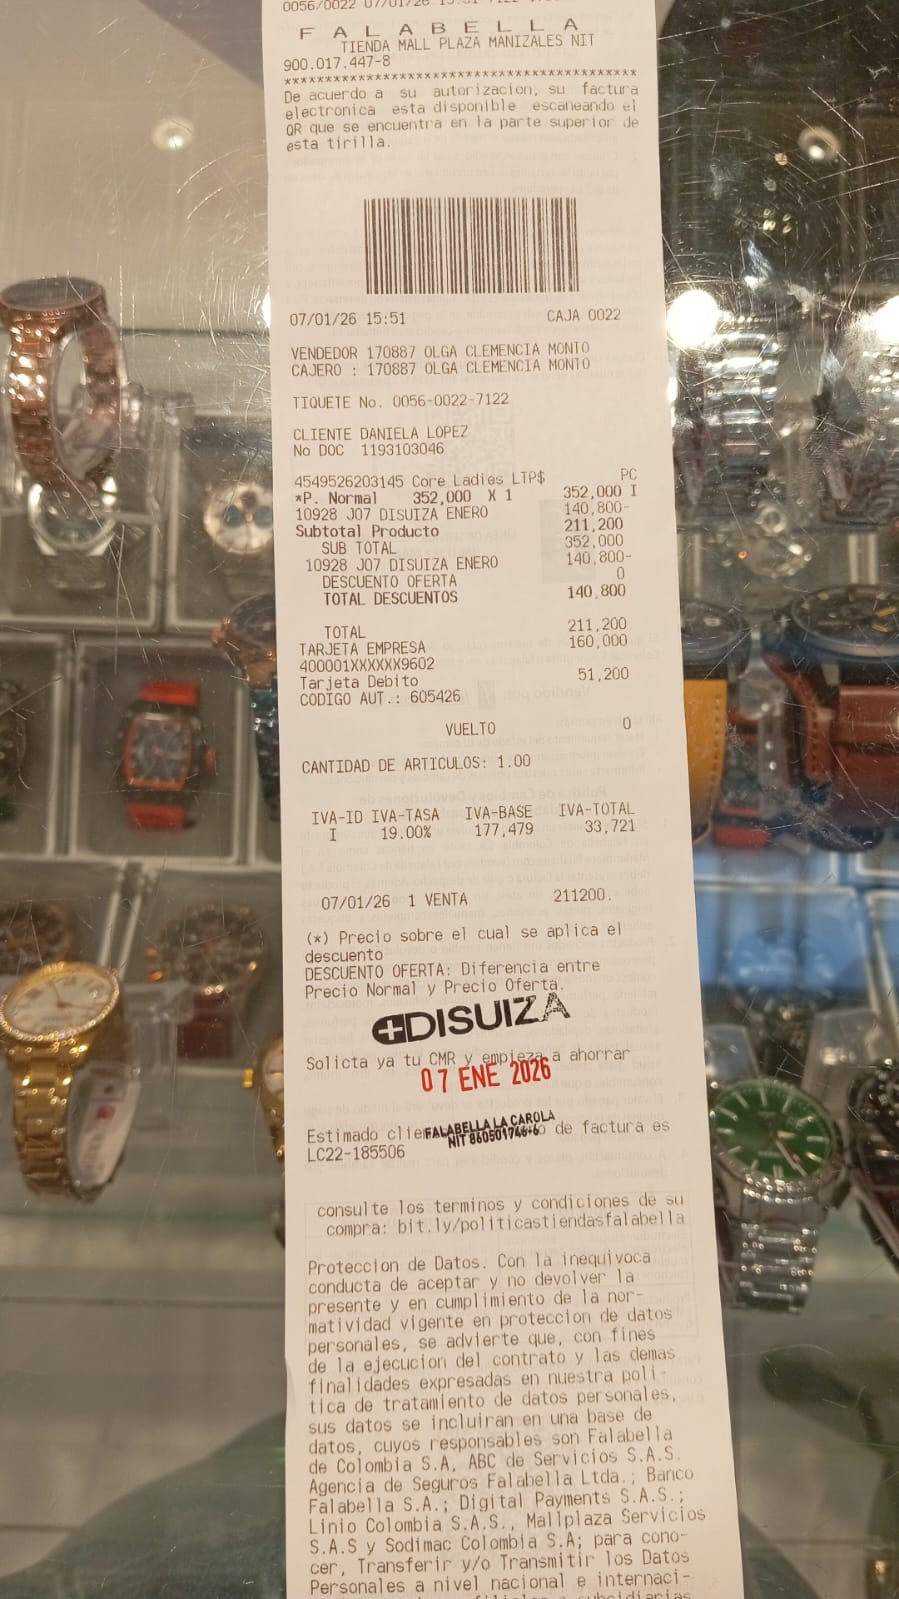 0056/0022 07/01/26
F A L A B E L L A
TIENDA MALL PLAZA MANIZALES NIT
900.017.447-8
******************************************
De acuerdo a su autorizacion, su factura
electronica esta disponible escaneando el
QR que se encuentra en la parte superior de
esta tirilla.
07/01/26 15:51 CAJA 0022
VENDEDOR 170887 OLGA CLEMENCIA MONTO
CAJERO : 170887 OLGA CLEMENCIA MONTO
TIQUETE No. 0056-0022-7122
CLIENTE DANIELA LOPEZ
No DOC 1193103046
4549526203145 Core Ladies LTP$ PC
*P. Normal 352,000 X 1 352,000 I
10928 J07 DISUIZA ENERO 140,800-
Subtotal Producto 211,200
SUB TOTAL 352,000
10928 J07 DISUIZA ENERO 140,800-
DESCUENTO OFERTA 0
TOTAL DESCUENTOS 140,800
TOTAL 211,200
TARJETA EMPRESA 160,000
400001XXXXXX9602
Tarjeta Debito 51,200
CODIGO AUT.: 605426
VUELTO 0
CANTIDAD DE ARTICULOS: 1.00
IVA-ID IVA-TASA IVA-BASE IVA-TOTAL
I 19.00% 177,479 33,721
07/01/26 1 VENTA 211200.
(*) Precio sobre el cual se aplica el
descuento
DESCUENTO OFERTA: Diferencia entre
Precio Normal y Precio Oferta.
DISUIZA
Solicta ya tu CMR y empieza a ahorrar
07 ENE 2026
FALABELLA LA CAROLA
Estimado clie de factura es
NIT
LC22-185506
consulte los terminos y condiciones de su
compra: bit.ly/politicastiendasfalabella
Proteccion de Datos. Con la inequivoca
conducta de aceptar y no devolver la
presente y en cumplimiento de la nor-
matividad vigente en proteccion de datos
personales, se advierte que, con fines
de la ejecucion del contrato y las demas
finalidades expresadas en nuestra poli-
tica de tratamiento de datos personales,
sus datos se incluiran en una base de
datos, cuyos responsables son Falabella
de Colombia S.A, ABC de Servicios S.A.S.
Agencia de Seguros Falabella Ltda.; Banco
Falabella S.A.; Digital Payments S.A.S.;
Linio Colombia S.A.S., Mallplaza Servicios
S.A.S y Sodimac Colombia S.A; para cono-
cer, Transferir y/o Transmitir los Datos
Personales a nivel nacional e internaci-